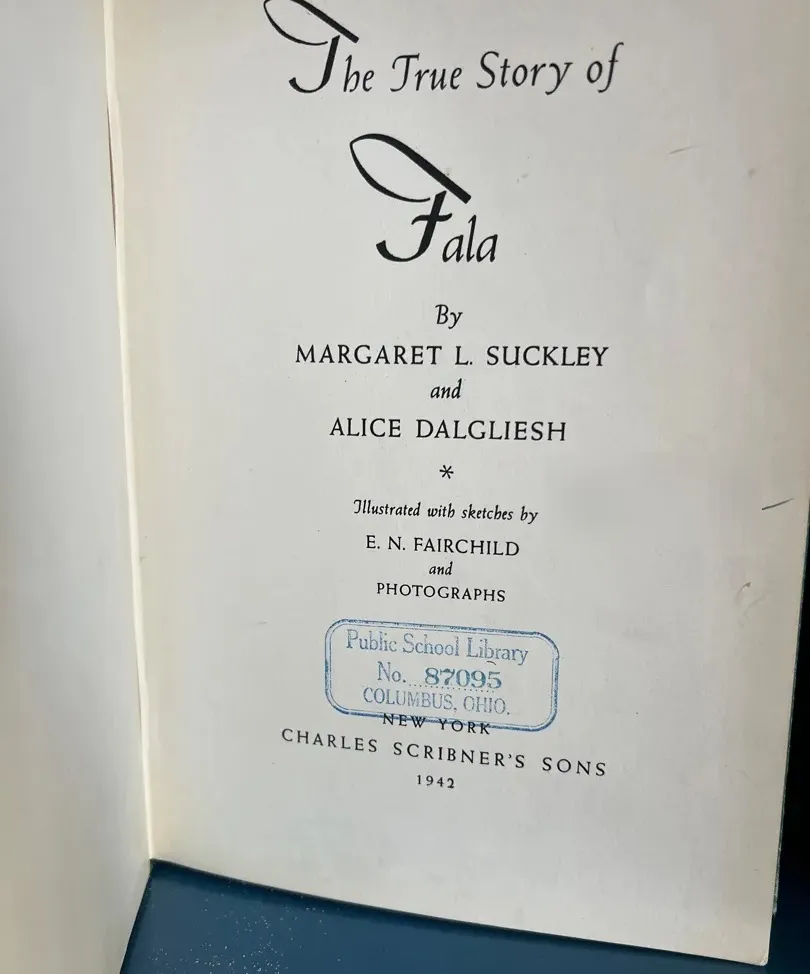 The True Story of
Fala
By
MARGARET L. SUCKLEY
and
ALICE DALGLIESH
*
Illustrated with sketches by
E. N. FAIRCHILD
and
PHOTOGRAPHS
Public School Library
No. 87095
COLUMBUS, OHIO.
NEW YORK
CHARLES SCRIBNER'S SONS
1942